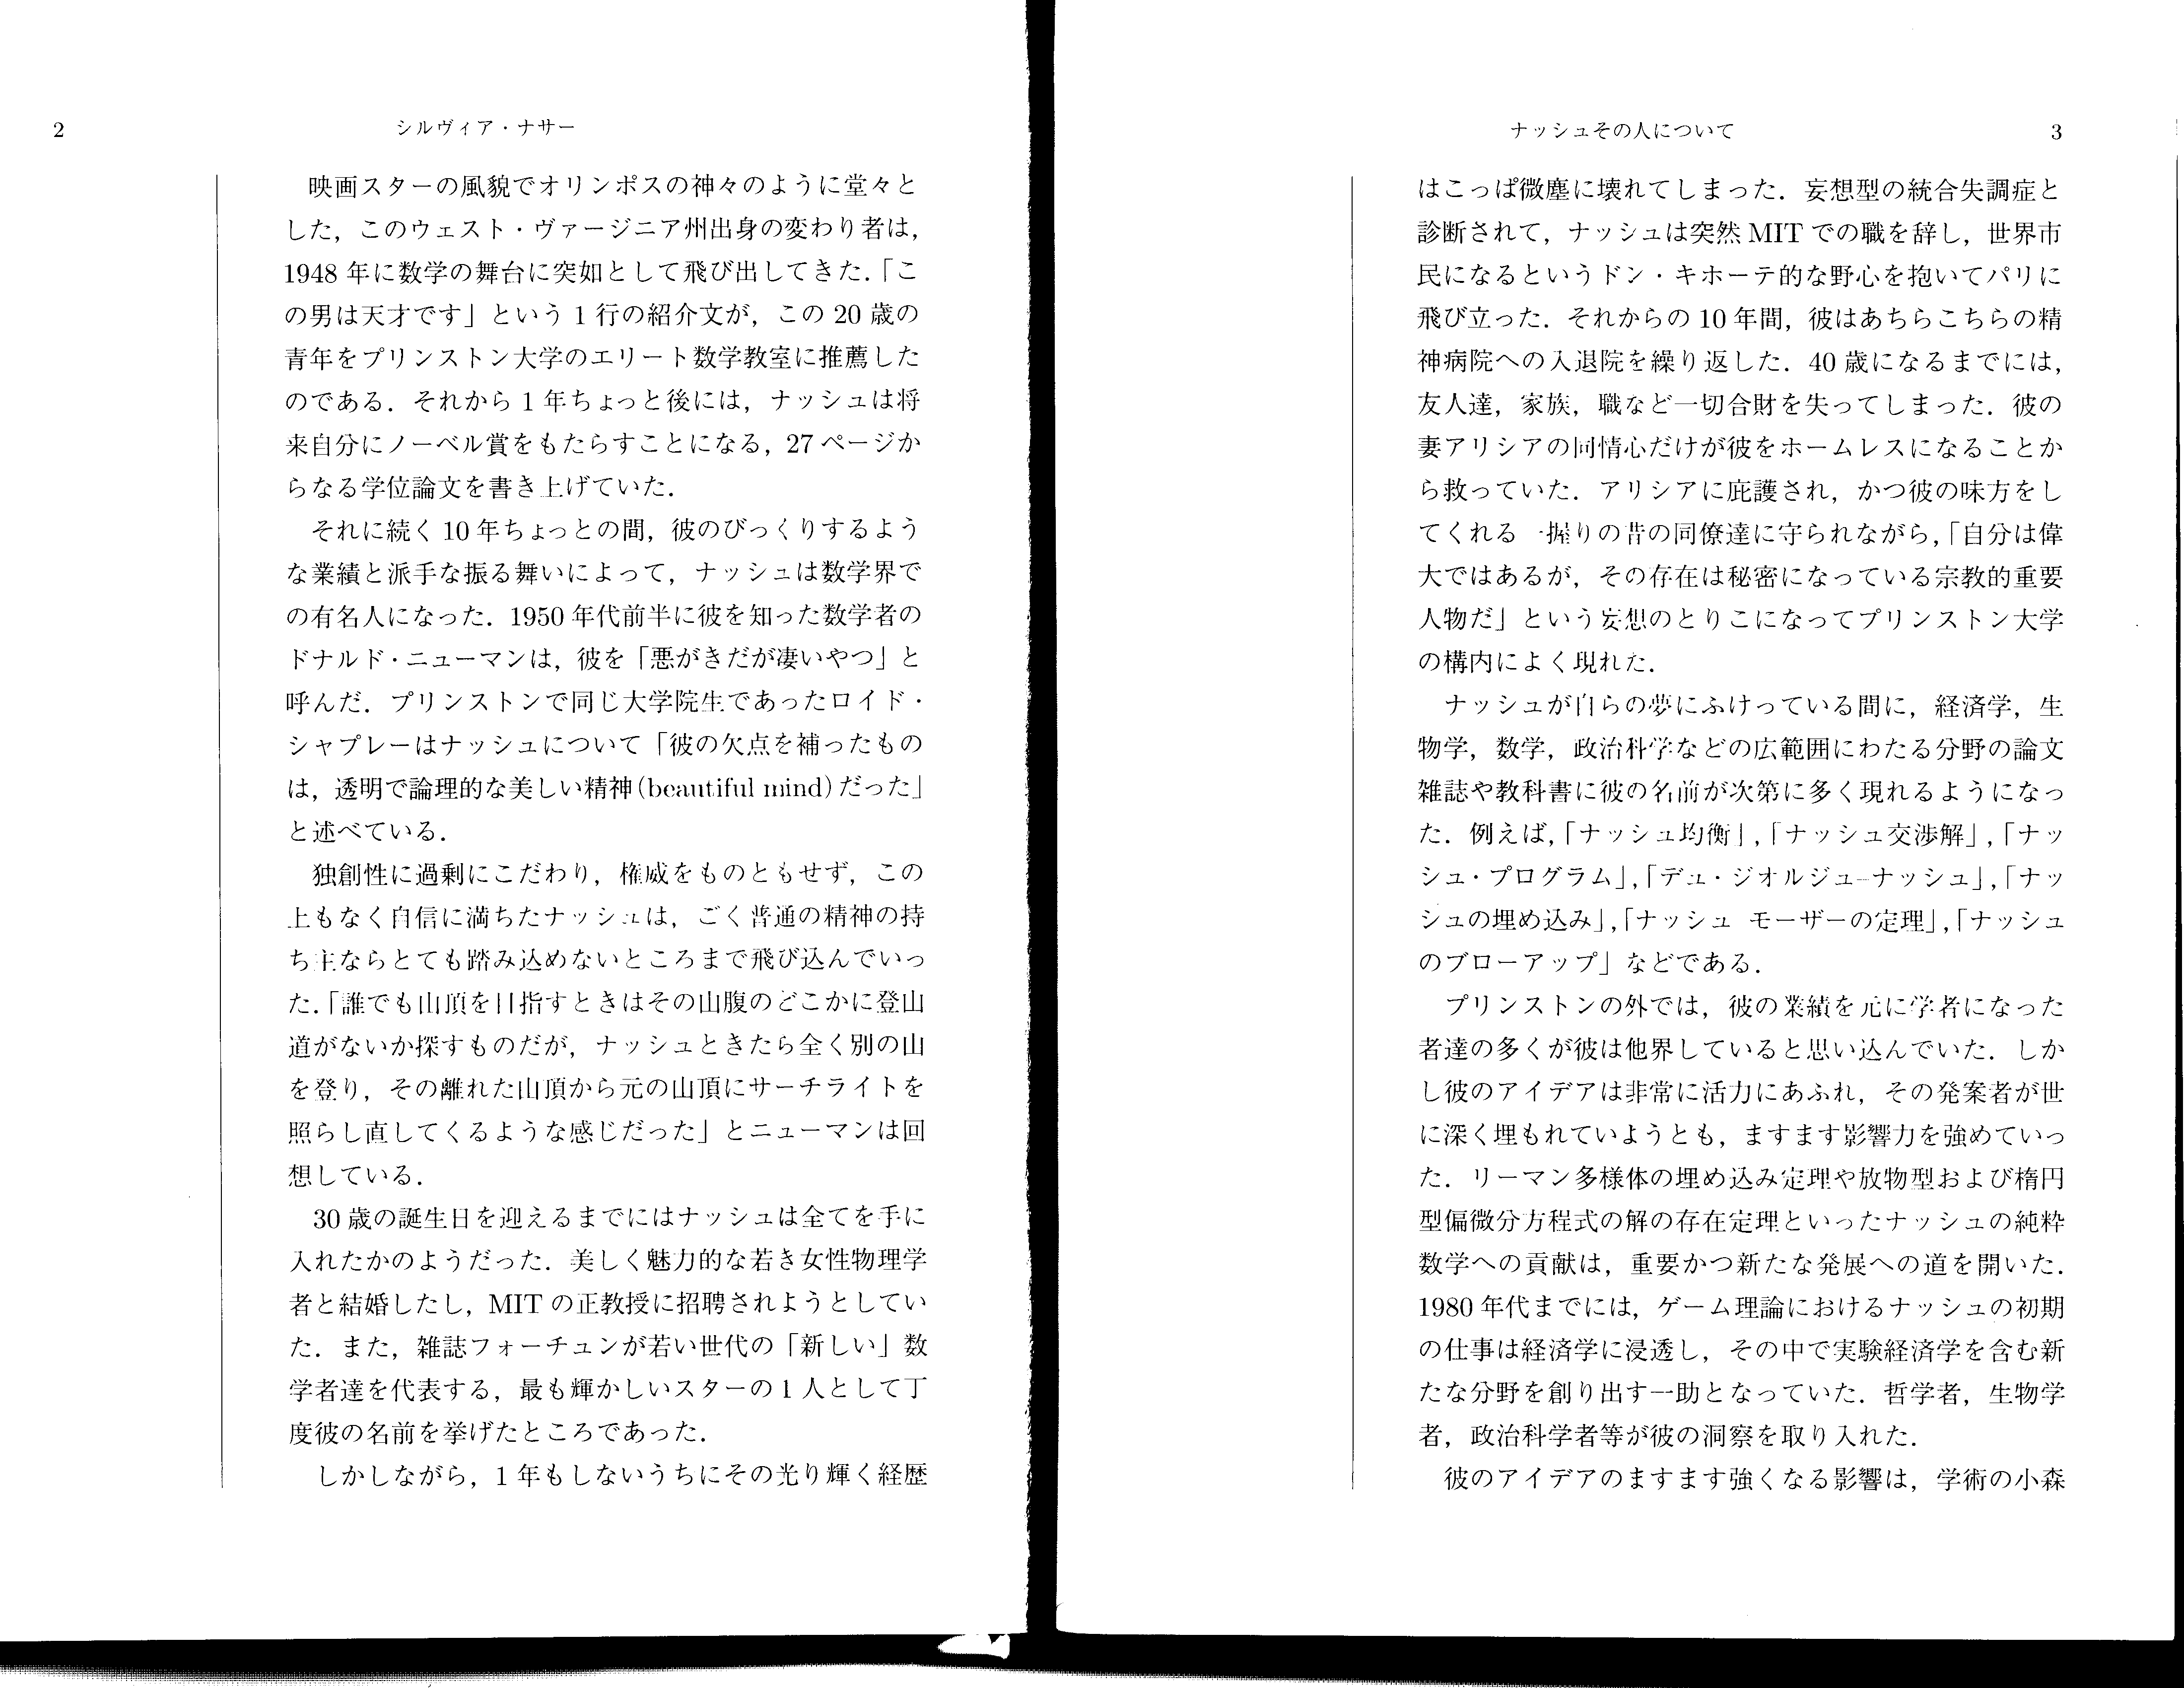 2
シルヴィア・ナサー
映画スターの風貌でオリンポスの神々のように堂々と
した，このウェスト・ヴァージニア州出身の変わり者は，
1948 年に数学の舞台に突如として飛び出してきた．「こ
の男は天才です」という 1 行の紹介文が，この 20 歳の
青年をプリンストン大学のエリート数学教室に推薦した
のである．それから 1 年ちょっと後には，ナッシュは将
来自分にノーベル賞をもたらすことになる，27 ページか
らなる学位論文を書き上げていた．
それに続く 10 年ちょっとの間，彼のびっくりするよう
な業績と派手な振る舞いによって，ナッシュは数学界で
の有名人になった．1950 年代前半に彼を知った数学者の
ドナルド・ニューマンは，彼を「悪がきだが凄いやつ」と
呼んだ．プリンストンで同じ大学院生であったロイド・
シャプレーはナッシュについて「彼の欠点を補ったもの
は，透明で論理的な美しい精神(beautiful mind)だった」
と述べている．
独創性に過剰にこだわり，権威をものともせず，この
上もなく自信に満ちたナッシュは，ごく普通の精神の持
ち主ならとても踏み込めないところまで飛び込んでいっ
た．「誰でも山頂を目指すときはその山腹のどこかに登山
道がないか探すものだが，ナッシュときたら全く別の山
を登り，その離れた山頂から元の山頂にサーチライトを
照らし直してくるような感じだった」とニューマンは回
想している．
30 歳の誕生日を迎えるまでにはナッシュは全てを手に
入れたかのようだった．美しく魅力的な若き女性物理学
者と結婚したし，MIT の正教授に招聘されようとしてい
た．また，雑誌フォーチュンが若い世代の「新しい」数
学者達を代表する，最も輝かしいスターの 1 人として丁
度彼の名前を挙げたところであった．
しかしながら，1 年もしないうちにその光り輝く経歴
ナッシュその人について
3
はこっぱ微塵に壊れてしまった．妄想型の統合失調症と
診断されて，ナッシュは突然 MIT での職を辞し，世界市
民になるというドン・キホーテ的な野心を抱いてパリに
飛び立った．それからの 10 年間，彼はあちらこちらの精
神病院への入退院を繰り返した．40 歳になるまでには，
友人達，家族，職など一切合財を失ってしまった．彼の
妻アリシアの同情心だけが彼をホームレスになることか
ら救っていた．アリシアに庇護され，かつ彼の味方をし
てくれる一握りの昔の同僚達に守られながら，「自分は偉
大ではあるが，その存在は秘密になっている宗教的重要
人物だ」という妄想のとりこになってプリンストン大学
の構内によく現れた．
ナッシュが自らの夢にふけっている間に，経済学，生
物学，数学，政治科学などの広範囲にわたる分野の論文
雑誌や教科書に彼の名前が次第に多く現れるようになっ
た．例えば，「ナッシュ均衡」，「ナッシュ交渉解」，「ナッ
シュ・プログラム」，「デュ・ジオルジュ–ナッシュ」，「ナッ
シュの埋め込み」，「ナッシュ モーザーの定理」，「ナッシュ
のブローアップ」などである．
プリンストンの外では，彼の業績を元に学者になった
者達の多くが彼は他界していると思い込んでいた．しか
し彼のアイデアは非常に活力にあふれ，その発案者が世
に深く埋もれていようとも，ますます影響力を強めていっ
た．リーマン多様体の埋め込み定理や放物型および楕円
型偏微分方程式の解の存在定理といったナッシュの純粋
数学への貢献は，重要かつ新たな発展への道を開いた．
1980 年代までには，ゲーム理論におけるナッシュの初期
の仕事は経済学に浸透し，その中で実験経済学を含む新
たな分野を創り出す一助となっていた．哲学者，生物学
者，政治科学者等が彼の洞察を取り入れた．
彼のアイデアのますます強くなる影響は，学術の小森